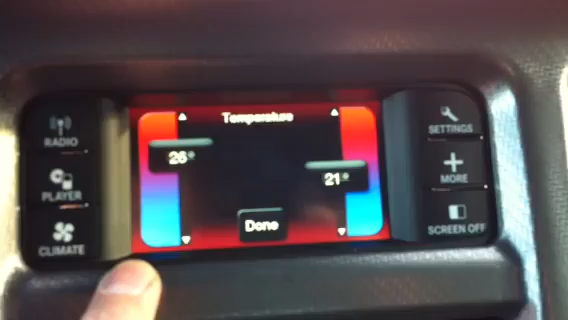 Temperature
26°
21°
Done
RADIO
PLAYER
CLIMATE
SETTINGS
MORE
SCREEN OFF